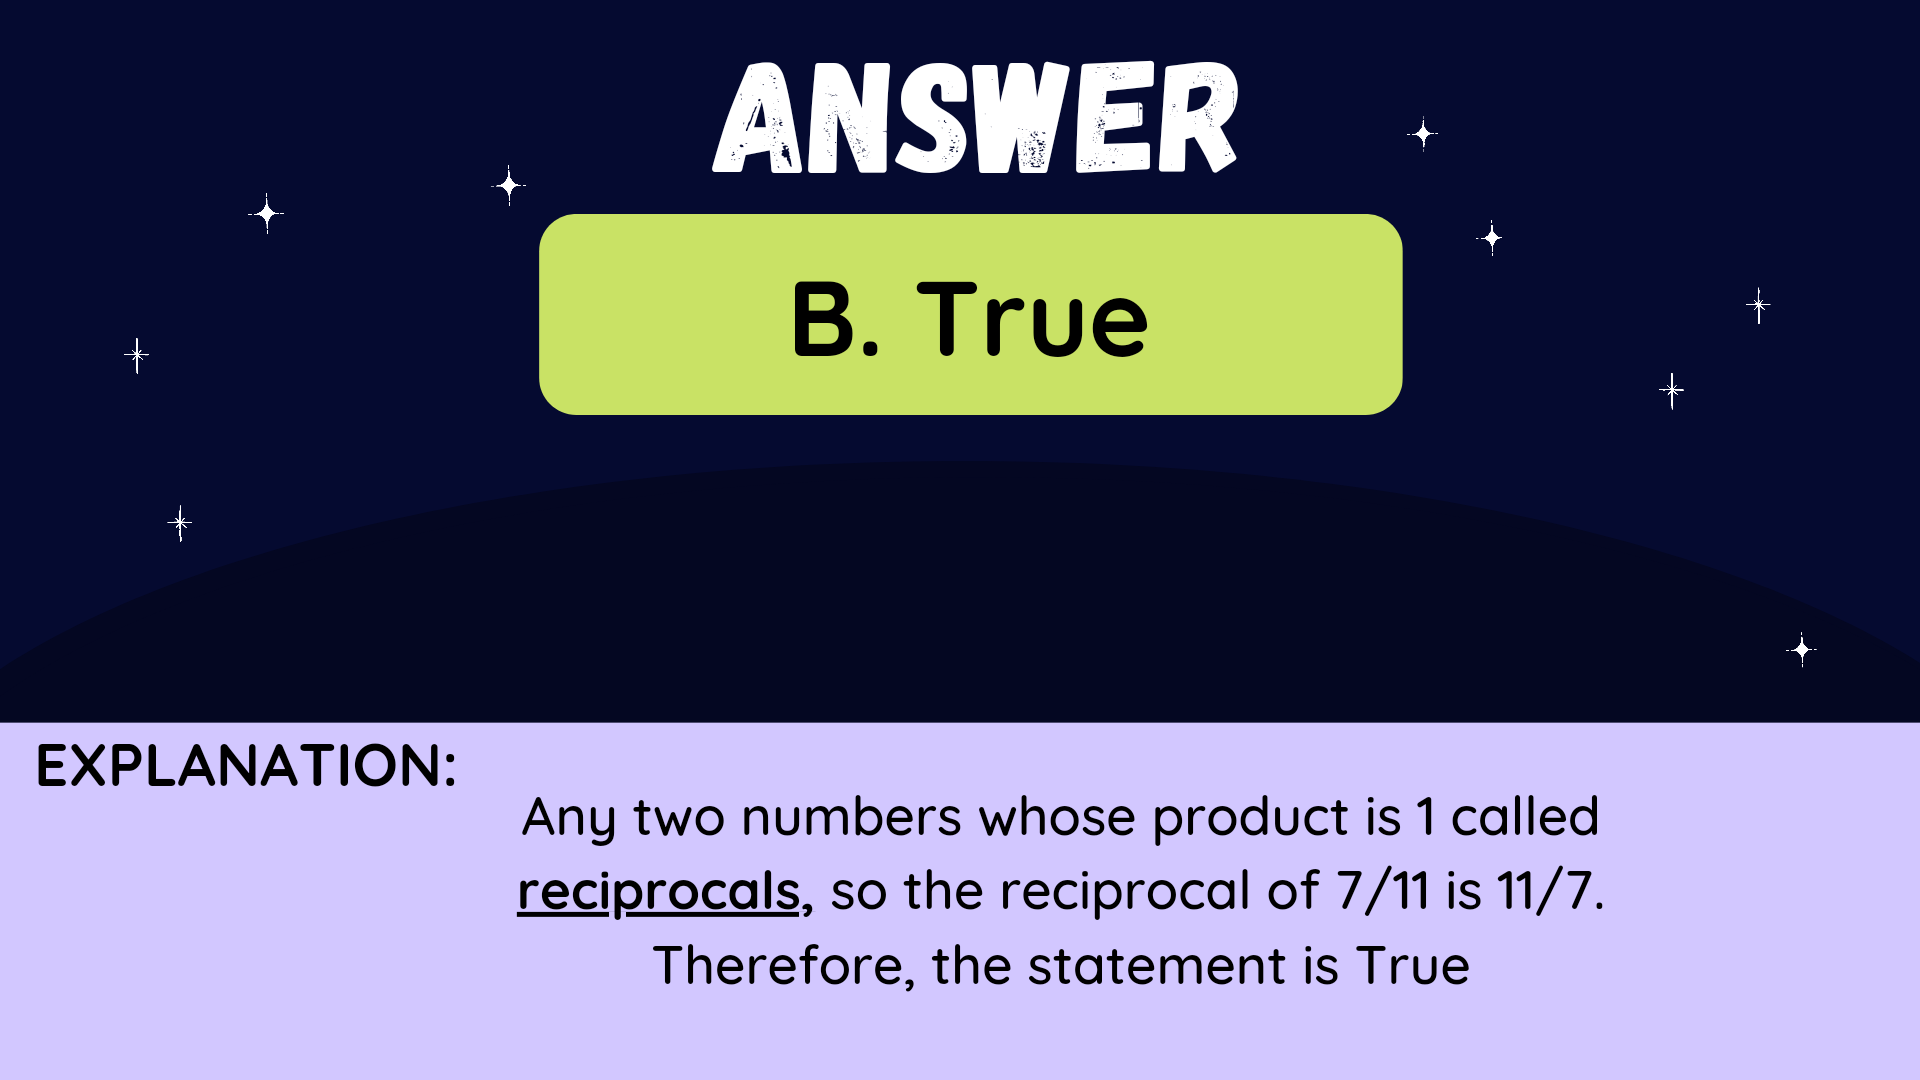 ANSWER
B. True
EXPLANATION:
Any two numbers whose product is 1 called
reciprocals, so the reciprocal of 7/11 is 11/7.
Therefore, the statement is True